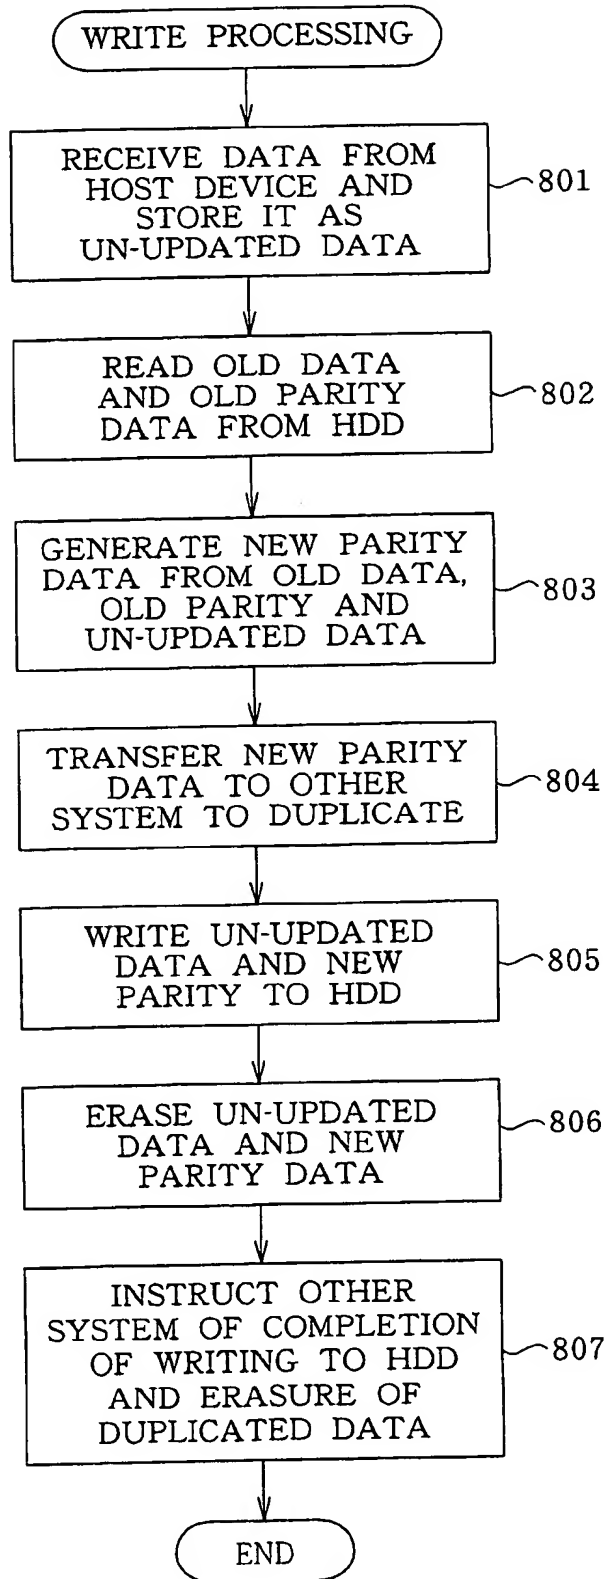 WRITE PROCESSING
RECEIVE DATA FROM
HOST DEVICE AND
STORE IT AS
UN-UPDATED DATA
801
READ OLD DATA
AND OLD PARITY
DATA FROM HDD
802
GENERATE NEW PARITY
DATA FROM OLD DATA,
OLD PARITY AND
UN-UPDATED DATA
803
TRANSFER NEW PARITY
DATA TO OTHER
SYSTEM TO DUPLICATE
804
WRITE UN-UPDATED
DATA AND NEW
PARITY TO HDD
805
ERASE UN-UPDATED
DATA AND NEW
PARITY DATA
806
INSTRUCT OTHER
SYSTEM OF COMPLETION
OF WRITING TO HDD
AND ERASURE OF
DUPLICATED DATA
807
END